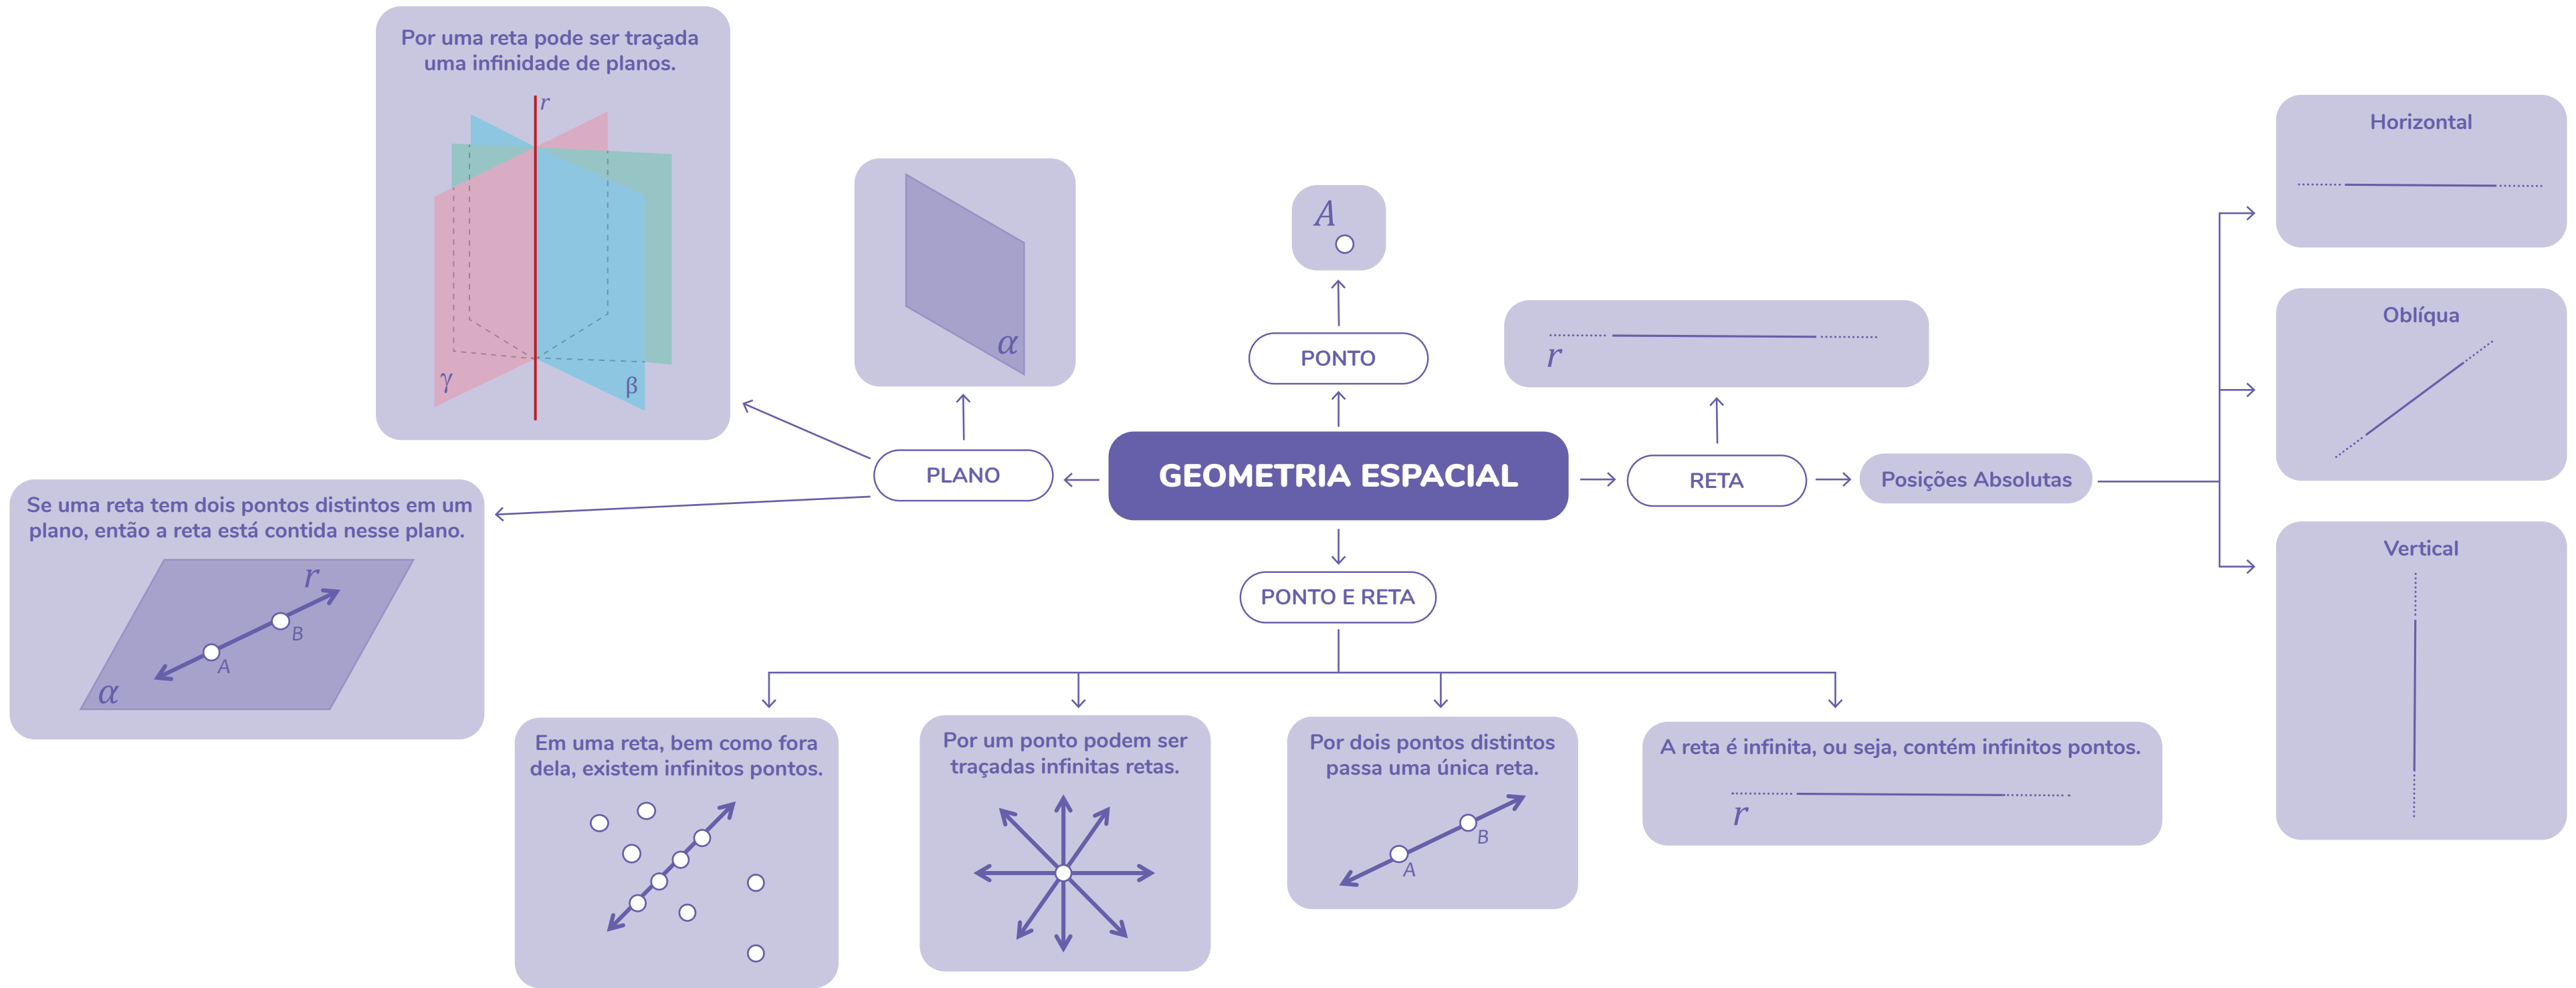 Por uma reta pode ser traçada
uma infinidade de planos.
r
γ
β
α
A
PONTO
r
Horizontal
Oblíqua
Vertical
PLANO
GEOMETRIA ESPACIAL
RETA
Posições Absolutas
Se uma reta tem dois pontos distintos em um
plano, então a reta está contida nesse plano.
r
B
A
α
PONTO E RETA
Em uma reta, bem como fora
dela, existem infinitos pontos.
Por um ponto podem ser
traçadas infinitas retas.
Por dois pontos distintos
passa uma única reta.
B
A
A reta é infinita, ou seja, contém infinitos pontos.
r